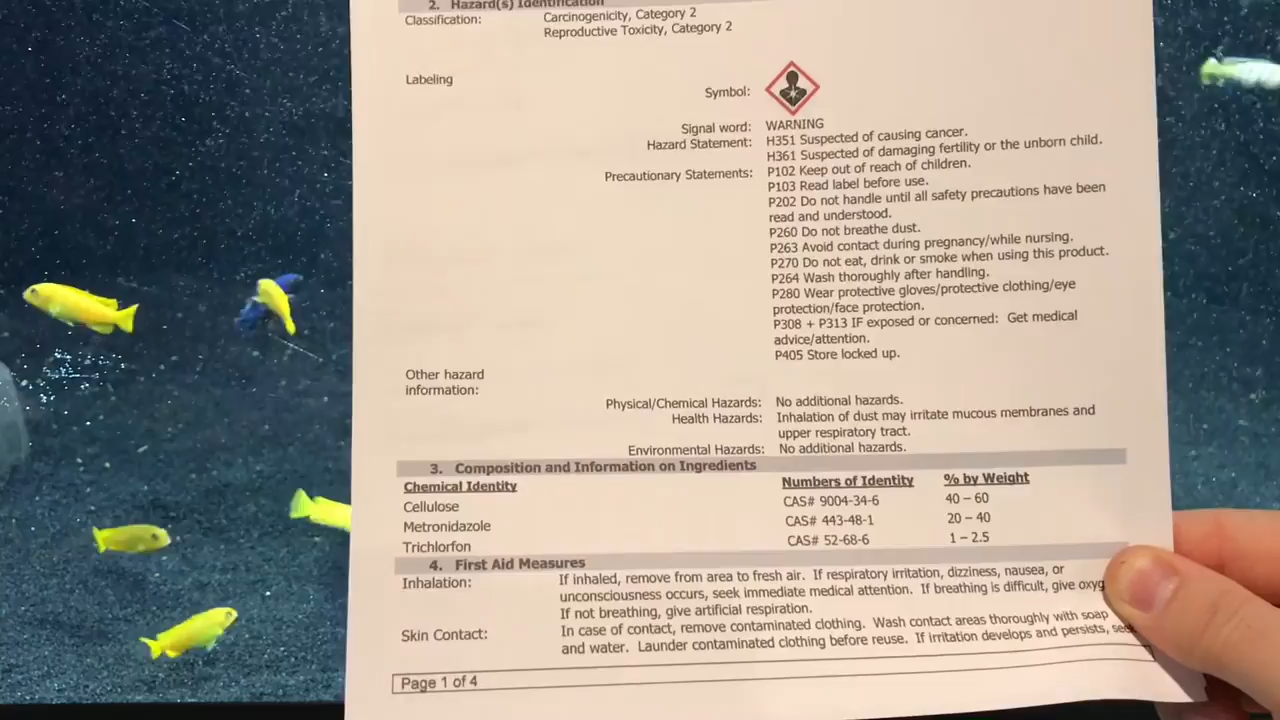 2. Hazard(s) Identification
Classification: Carcinogenicity, Category 2
Reproductive Toxicity, Category 2
Labeling
Symbol:
Signal word: WARNING
Hazard Statement: H351 Suspected of causing cancer.
H361 Suspected of damaging fertility or the unborn child.
Precautionary Statements: P102 Keep out of reach of children.
P103 Read label before use.
P202 Do not handle until all safety precautions have been
read and understood.
P260 Do not breathe dust.
P263 Avoid contact during pregnancy/while nursing.
P270 Do not eat, drink or smoke when using this product.
P264 Wash thoroughly after handling.
P280 Wear protective gloves/protective clothing/eye
protection/face protection.
P308 + P313 IF exposed or concerned: Get medical
advice/attention.
P405 Store locked up.
Other hazard
information:
Physical/Chemical Hazards: No additional hazards.
Health Hazards: Inhalation of dust may irritate mucous membranes and
upper respiratory tract.
Environmental Hazards: No additional hazards.
3. Composition and Information on Ingredients
Chemical Identity Numbers of Identity % by Weight
Cellulose CAS# 9004-34-6 40 – 60
Metronidazole CAS# 443-48-1 20 – 40
Trichlorfon CAS# 52-68-6 1 – 2.5
4. First Aid Measures
Inhalation: If inhaled, remove from area to fresh air. If respiratory irritation, dizziness, nausea, or
unconsciousness occurs, seek immediate medical attention. If breathing is difficult, give oxyg
If not breathing, give artificial respiration.
Skin Contact: In case of contact, remove contaminated clothing. Wash contact areas thoroughly with soap
and water. Launder contaminated clothing before reuse. If irritation develops and persists,
Page 1 of 4